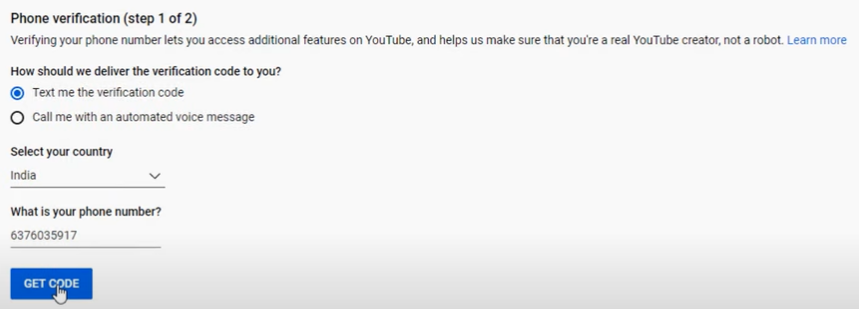 Phone verification (step 1 of 2)
Verifying your phone number lets you access additional features on YouTube, and helps us make sure that you're a real YouTube creator, not a robot. Learn more
How should we deliver the verification code to you?
Text me the verification code
Call me with an automated voice message
Select your country
India
What is your phone number?
6376035917
GET CODE